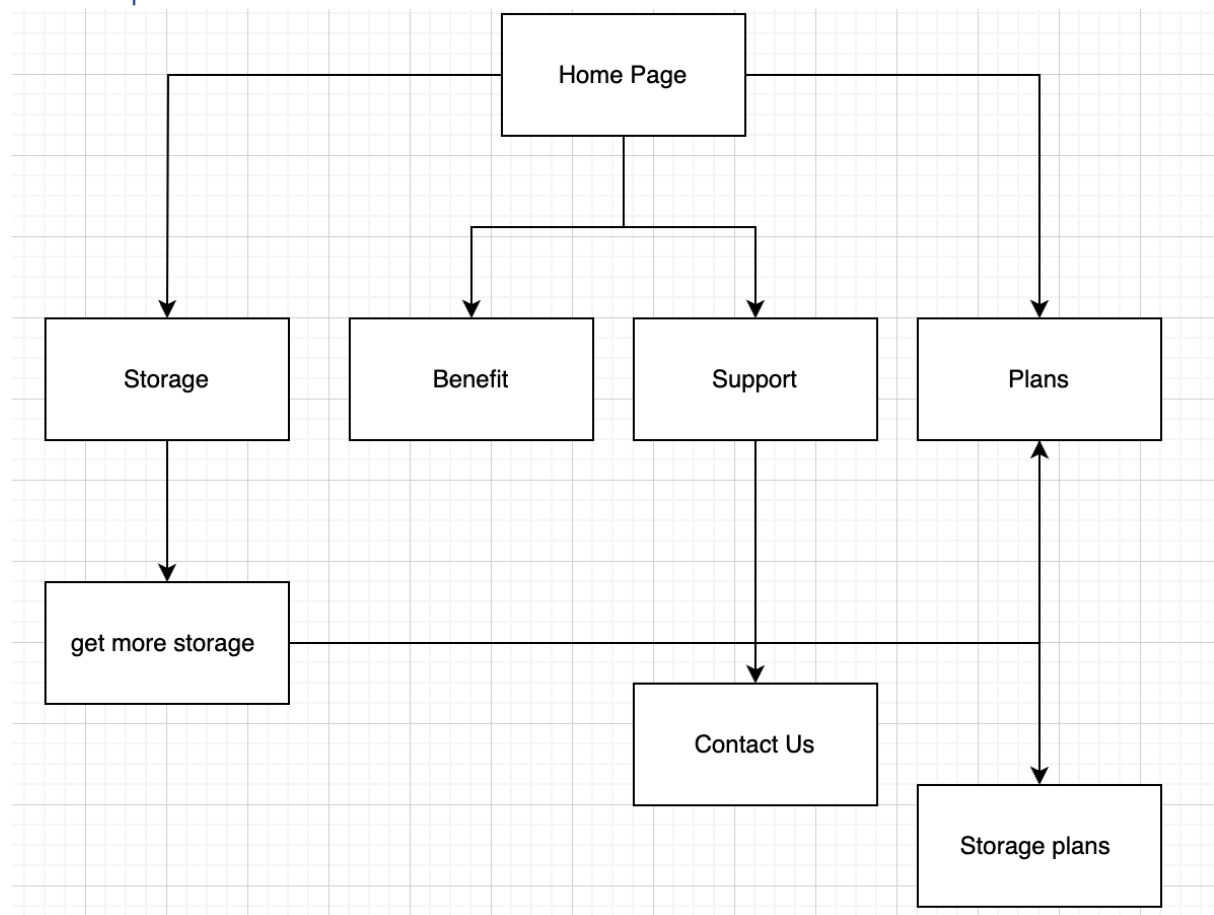 Home Page
Storage
Benefit
Support
Plans
get more storage
Contact Us
Storage plans